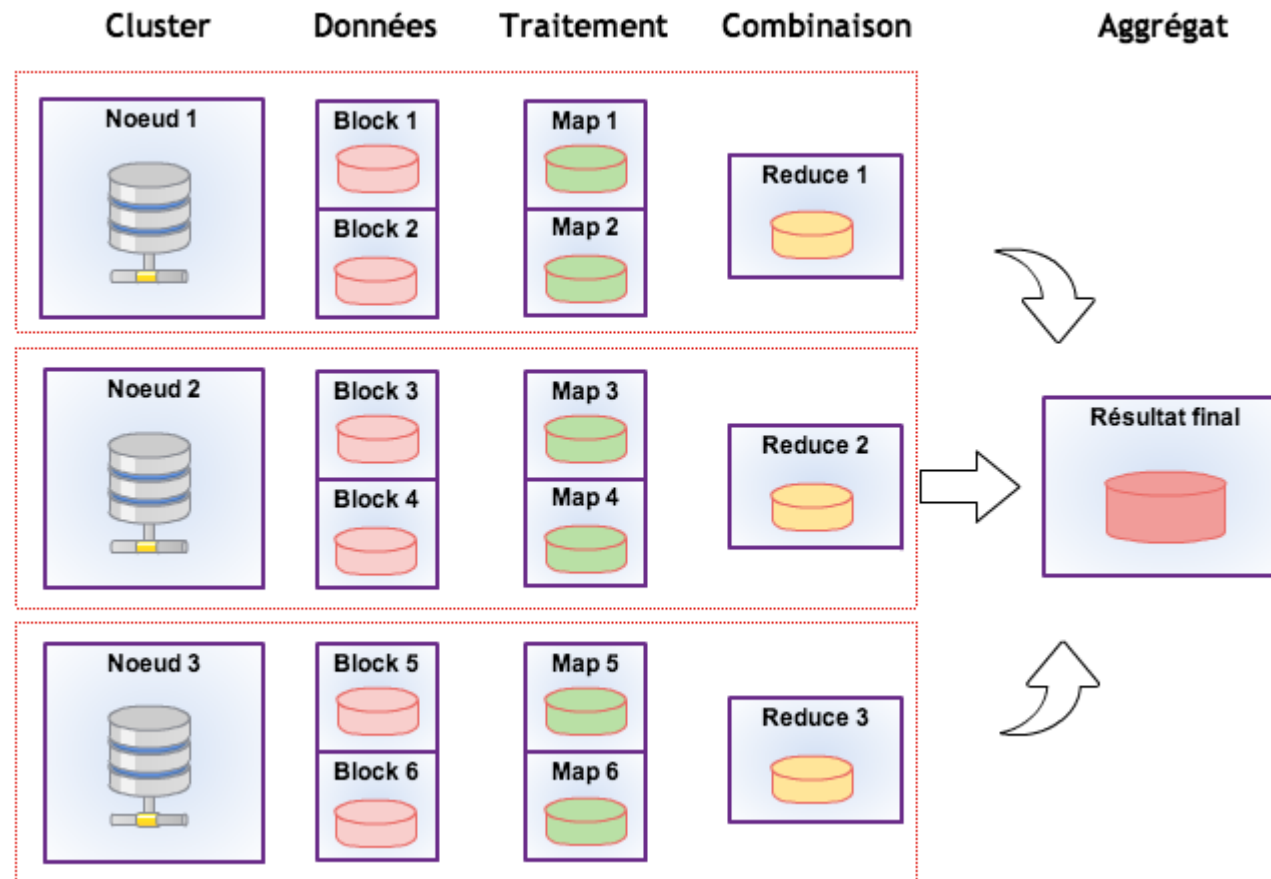 Cluster Données Traitement Combinaison Aggrégat
Noeud 1 Block 1 Map 1
Reduce 1
Block 2 Map 2
Noeud 2 Block 3 Map 3
Résultat final
Reduce 2
Block 4 Map 4
Noeud 3 Block 5 Map 5
Reduce 3
Block 6 Map 6